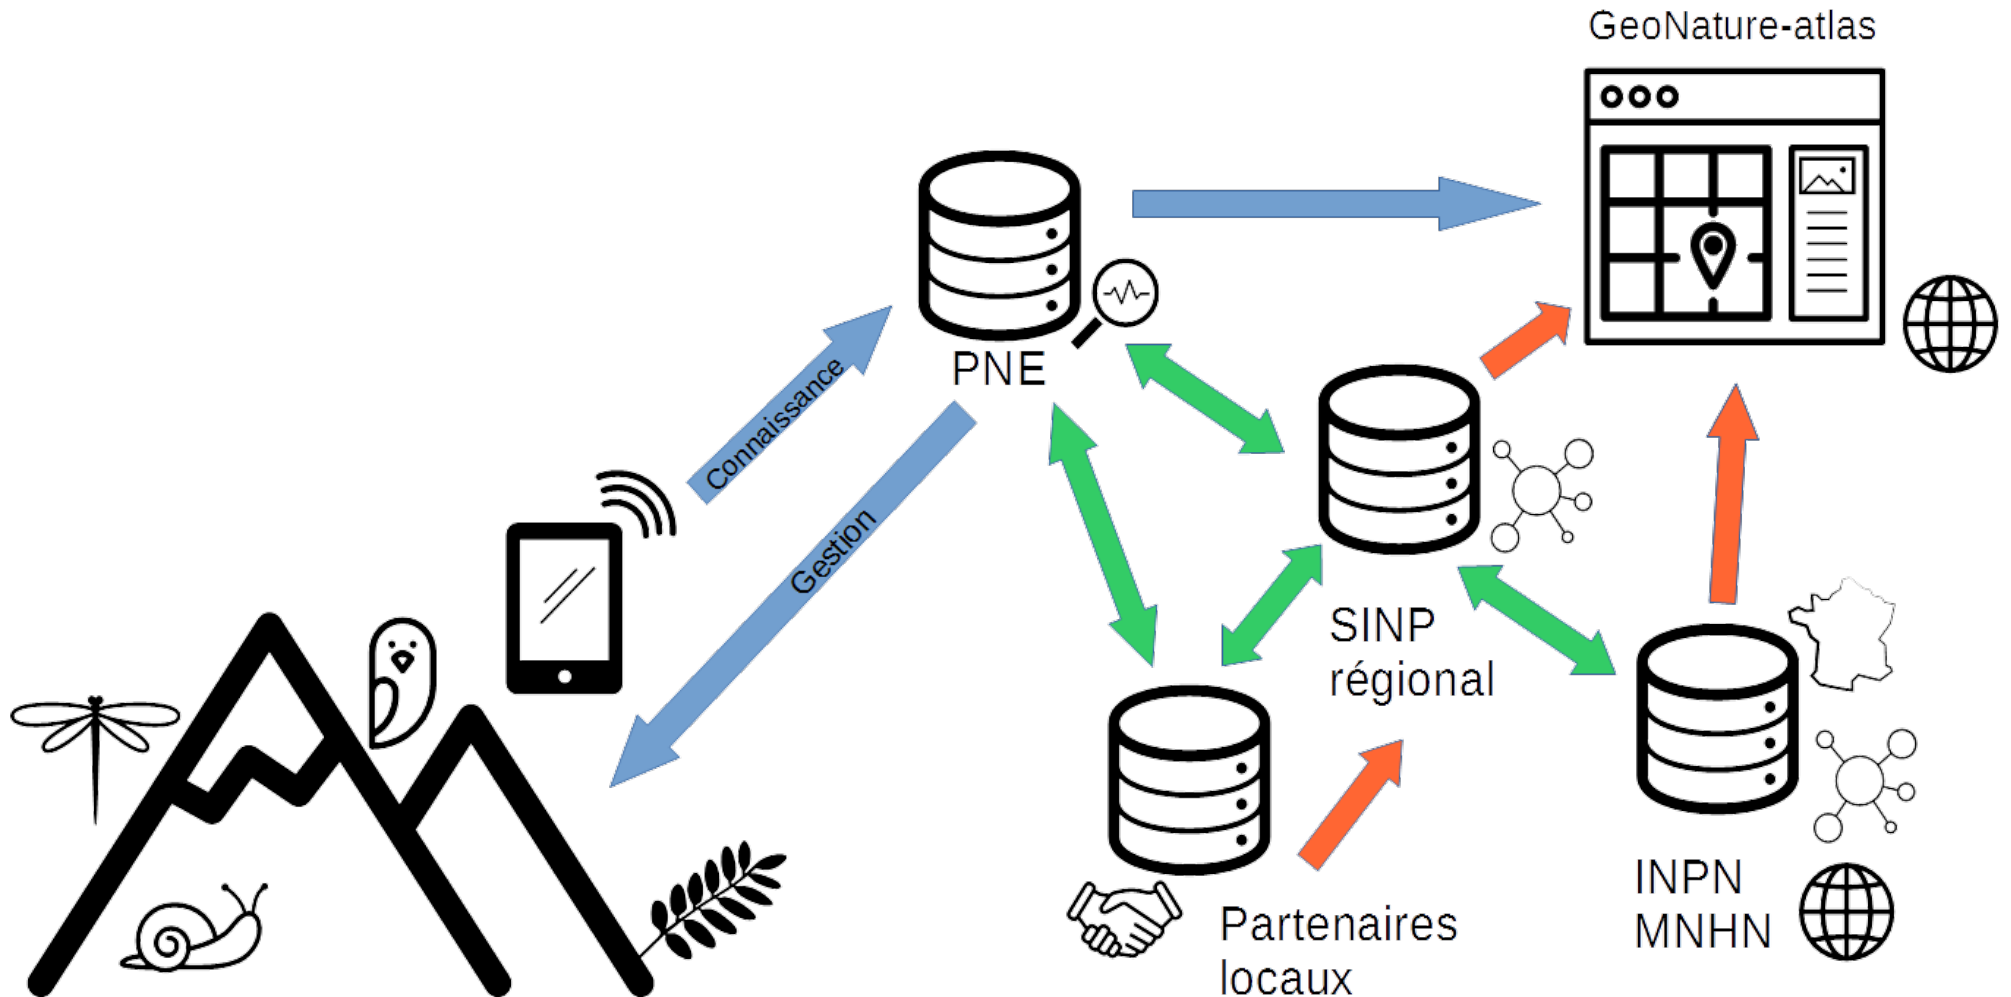 GeoNature-atlas
PNE
Connaissance
Gestion
SINP
régional
Partenaires
locaux
INPN
MNHN